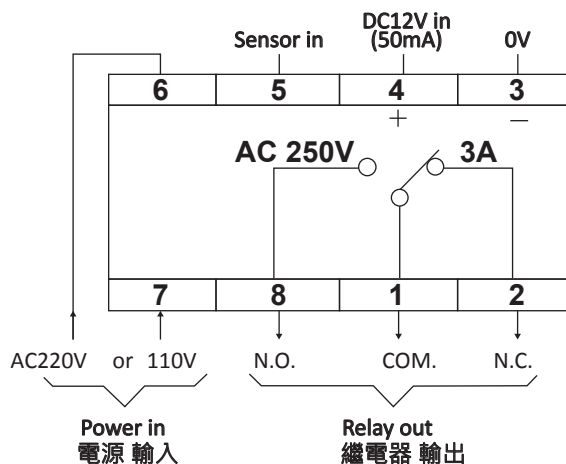 DC12V in
Sensor in (50mA) 0V
6 5 4 3
+ —
AC 250V 3A
7 8 1 2
AC220V or 110V N.O. COM. N.C.
Power in Relay out
電源 輸入 繼電器 輸出